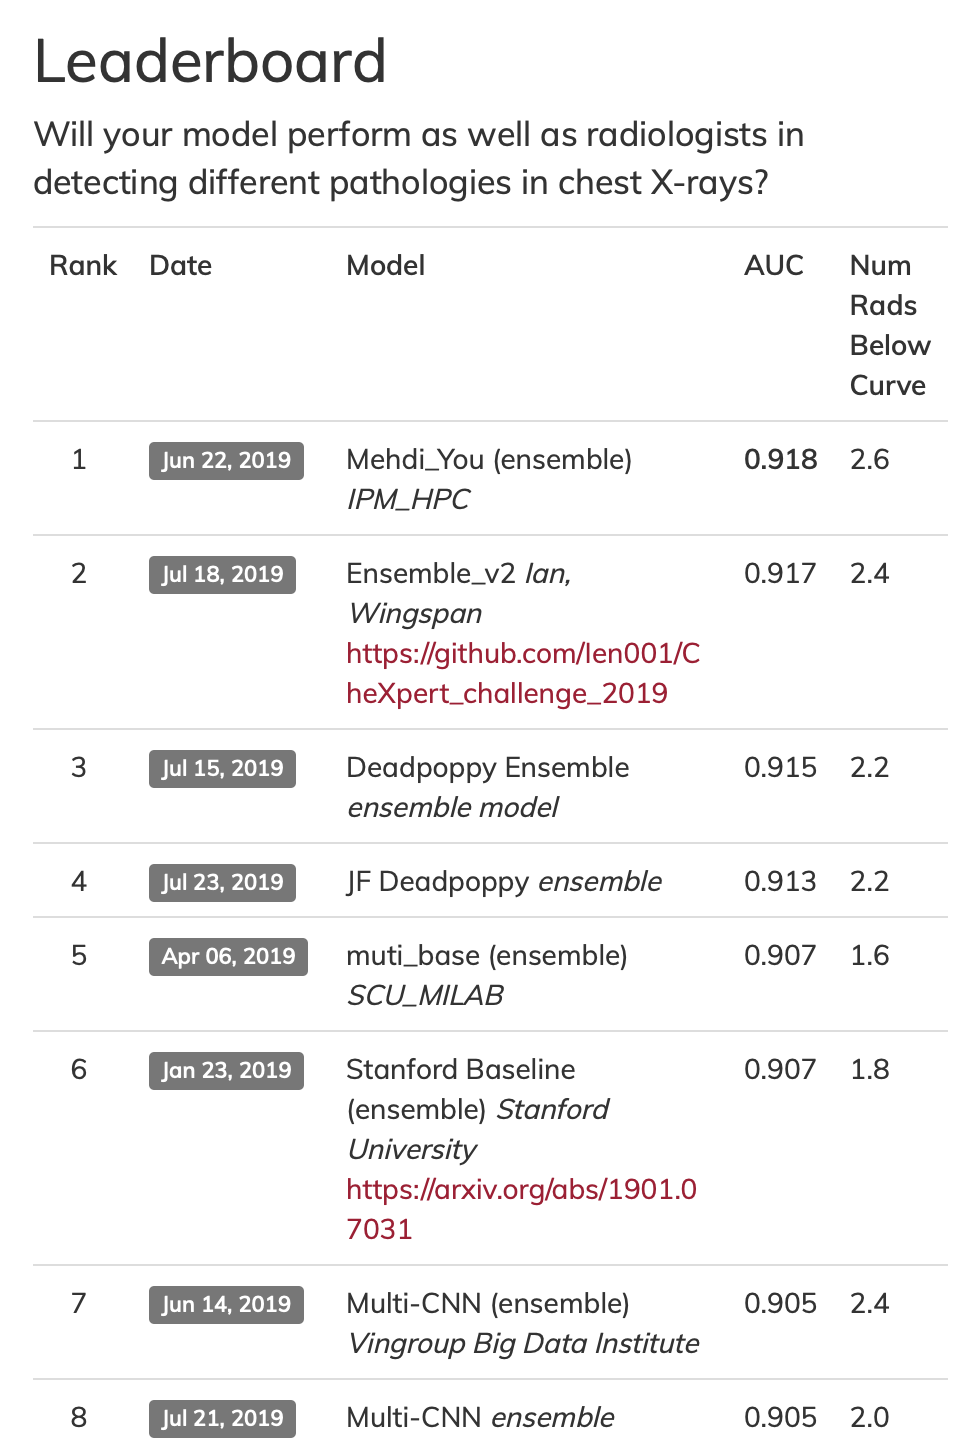 Leaderboard
Will your model perform as well as radiologists in
detecting different pathologies in chest X-rays?
Rank Date Model AUC Num
Rads
Below
Curve
1 Jun 22, 2019 Mehdi_You (ensemble) 0.918 2.6
IPM_HPC
2 Jul 18, 2019 Ensemble_v2 Ian, 0.917 2.4
Wingspan
https://github.com/Ien001/C
heXpert_challenge_2019
3 Jul 15, 2019 Deadpoppy Ensemble 0.915 2.2
ensemble model
4 Jul 23, 2019 JF Deadpoppy ensemble 0.913 2.2
5 Apr 06, 2019 muti_base (ensemble) 0.907 1.6
SCU_MILAB
6 Jan 23, 2019 Stanford Baseline 0.907 1.8
(ensemble) Stanford
University
https://arxiv.org/abs/1901.0
7031
7 Jun 14, 2019 Multi-CNN (ensemble) 0.905 2.4
Vingroup Big Data Institute
8 Jul 21, 2019 Multi-CNN ensemble 0.905 2.0